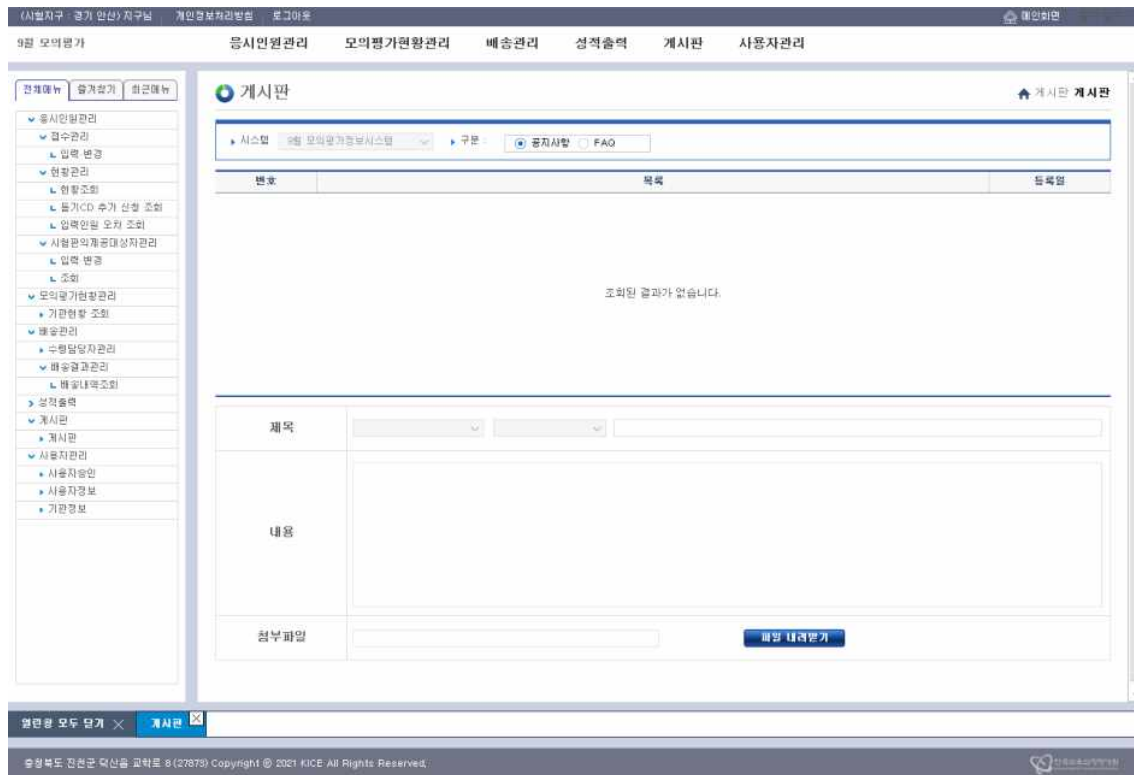 (시험지구 : 경기 안산) 지구님 개인정보처리방침 로그아웃 메인화면
9월 모의평가 응시인원관리 모의평가현황관리 배송관리 성적출력 게시판 사용자관리
전체메뉴 즐겨찾기 최근메뉴
게시판
게시판 게시판
응시인원관리
접수관리
입력 변경
현황관리
현황조회
듣기CD 추가 신청 조회
입력인원 오차 조회
시험편의제공대상자관리
입력 변경
조회
모의평가현황관리
기관현황 조회
배송관리
수령담당자관리
배송결과관리
배송내역조회
성적출력
게시판
게시판
사용자관리
사용자승인
사용자정보
기관정보
시스템 9월 모의평가정보시스템 구분 : 공지사항 FAQ
번호 목록 등록일
조회된 결과가 없습니다.
제목
내용
첨부파일 파일 내려받기
열린창 모두 닫기 게시판
충청북도 진천군 덕산읍 교학로 8 (27873) Copyright © 2021 KICE All Rights Reserved.
한국교육과정평가원